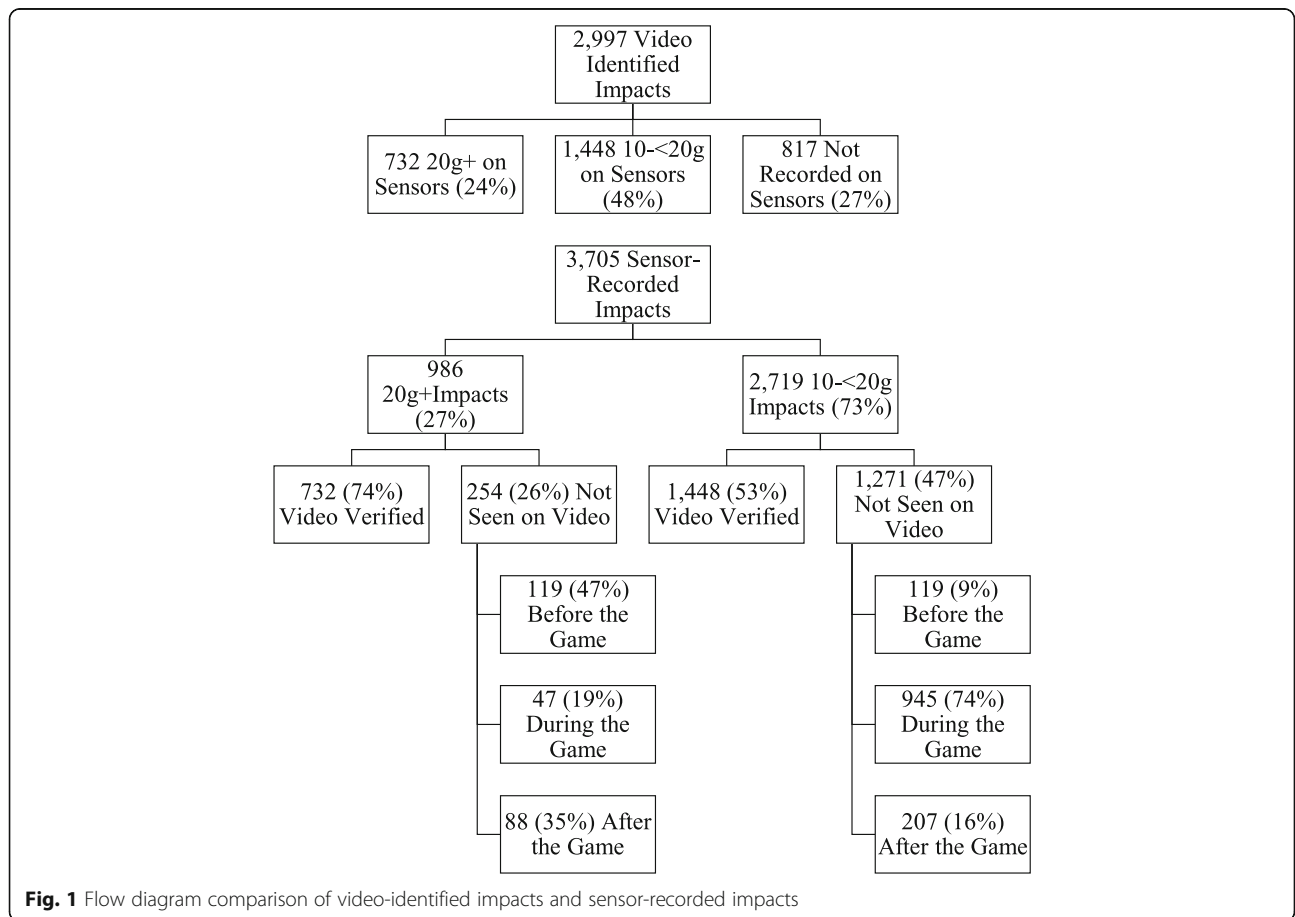 2,997 Video
Identified
Impacts
732 20g+ on
Sensors (24%)
1,448 10-<20g
on Sensors
(48%)
817 Not
Recorded on
Sensors (27%)
3,705 Sensor-
Recorded
Impacts
986
20g+Impacts
(27%)
2,719 10-<20g
Impacts (73%)
732 (74%)
Video Verified
254 (26%) Not
Seen on Video
1,448 (53%)
Video Verified
1,271 (47%)
Not Seen on
Video
119 (47%)
Before the
Game
47 (19%)
During the
Game
88 (35%) After
the Game
119 (9%)
Before the
Game
945 (74%)
During the
Game
207 (16%)
After the Game
Fig. 1 Flow diagram comparison of video-identified impacts and sensor-recorded impacts